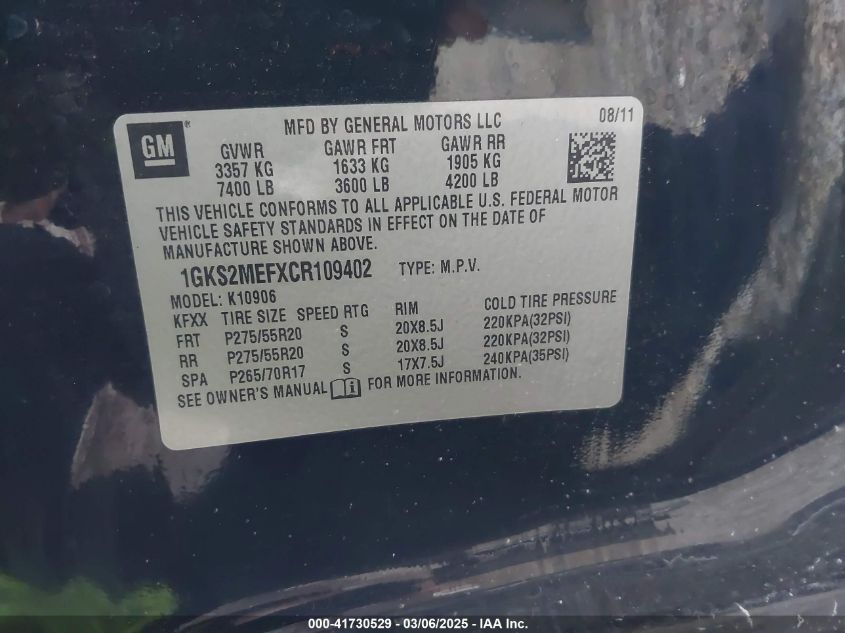 GM®
MFD BY GENERAL MOTORS LLC 08/11
GVWR GAWR FRT GAWR RR
3357 KG 1633 KG 1905 KG
7400 LB 3600 LB 4200 LB
THIS VEHICLE CONFORMS TO ALL APPLICABLE U.S. FEDERAL MOTOR
VEHICLE SAFETY STANDARDS IN EFFECT ON THE DATE OF
MANUFACTURE SHOWN ABOVE.
1GKS2MEFXCR109402 TYPE: M.P.V.
MODEL: K10906
KFXX TIRE SIZE SPEED RTG RIM COLD TIRE PRESSURE
FRT P275/55R20 S 20X8.5J 220KPA(32PSI)
RR P275/55R20 S 20X8.5J 220KPA(32PSI)
SPA P265/70R17 S 17X7.5J 240KPA(35PSI)
SEE OWNER'S MANUAL FOR MORE INFORMATION.
000-41730529 - 03/06/2025 - IAA Inc.